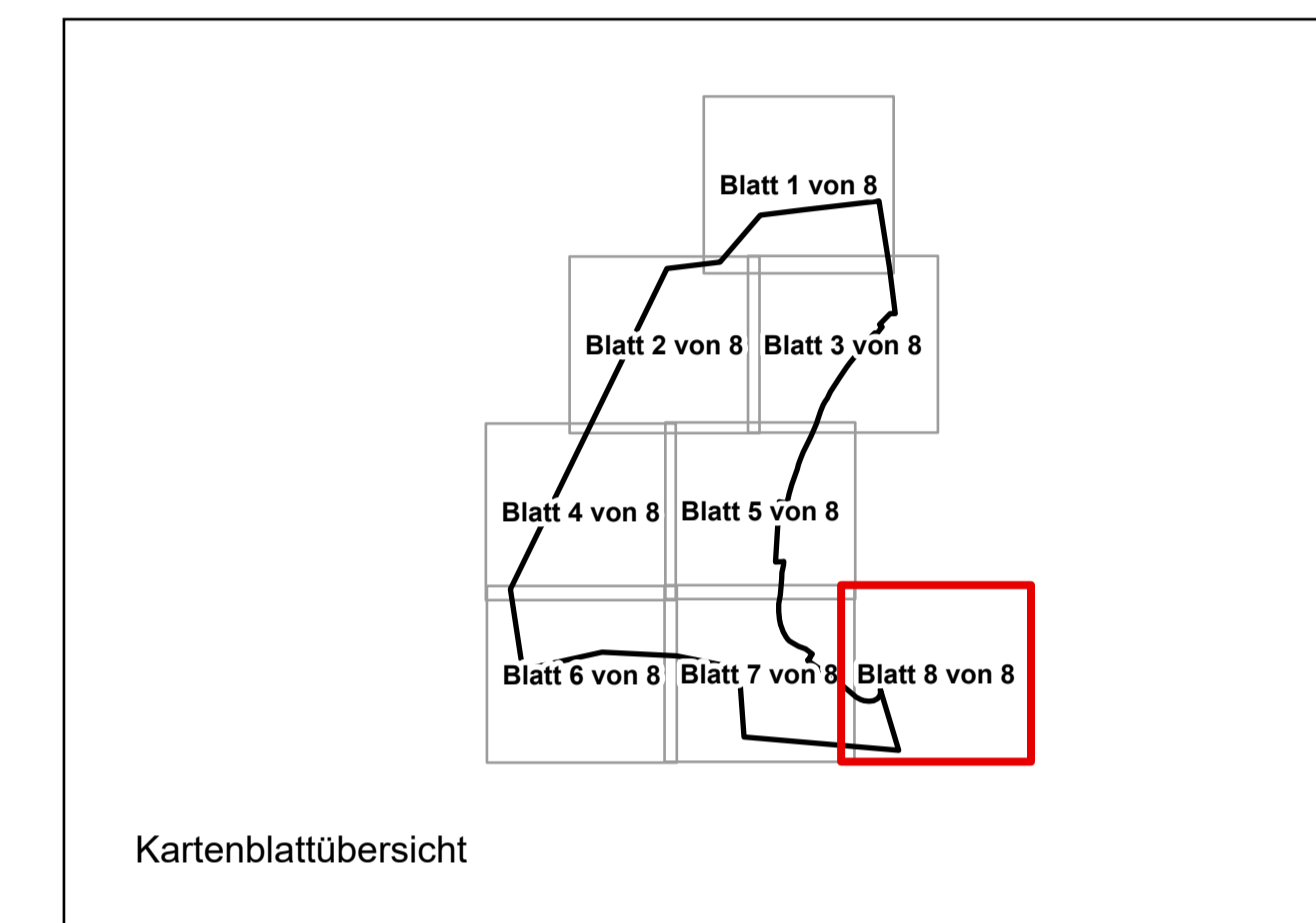 Blatt 1 von 8
Blatt 2 von 8
Blatt 3 von 8
Blatt 4 von 8
Blatt 5 von 8
Blatt 6 von 8
Blatt 7 von 8
Blatt 8 von 8
Kartenblattübersicht